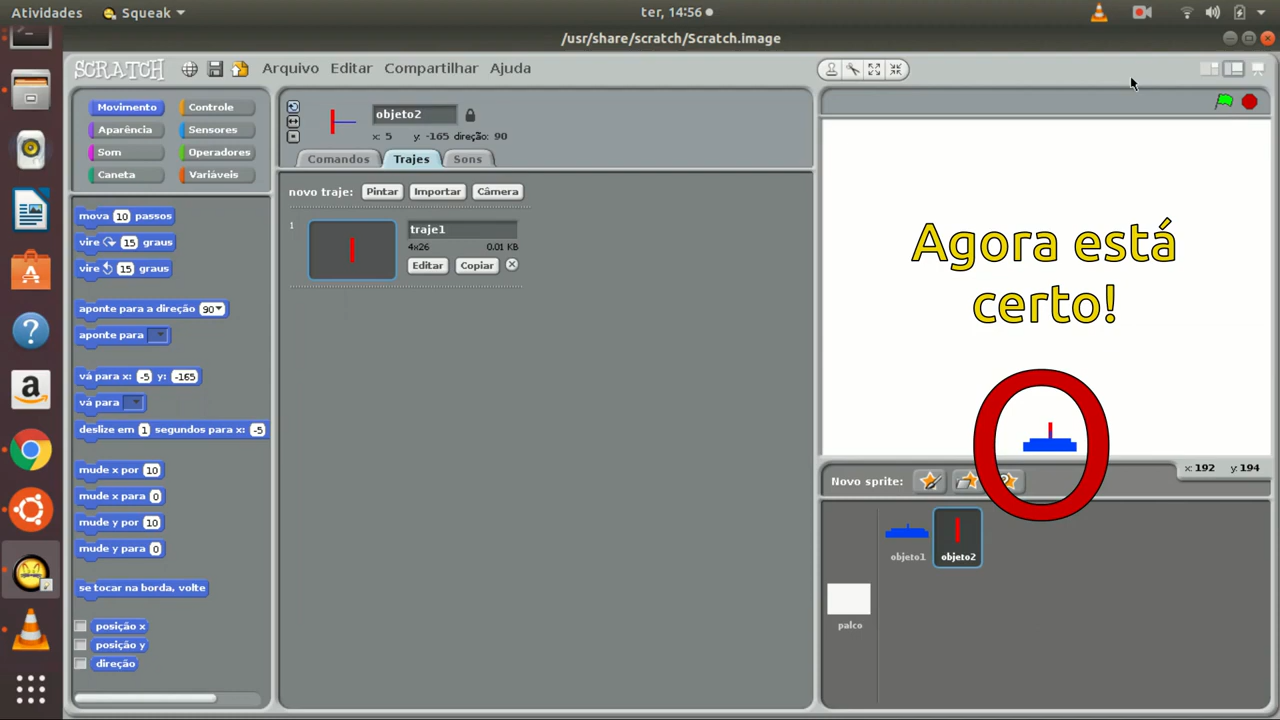 Atividades
Squeak
ter, 14:56
/usr/share/scratch/Scratch.image
SCRATCH
Arquivo Editar Compartilhar Ajuda
Movimento Controle
Aparência Sensores
Som Operadores
Caneta Variáveis
mova 10 passos
vire 15 graus
vire 15 graus
aponte para a direção 90
aponte para
vá para x: -5 y: -165
vá para
deslize em 1 segundos para x: -5
mude x por 10
mude x para 0
mude y por 10
mude y para 0
se tocar na borda, volte
posição x
posição y
direção
objeto2
x: 5 y: -165 direção: 90
Comandos Trajes Sons
novo traje: Pintar Importar Câmera
1
traje1
4x26 0.01 KB
Editar Copiar
Agora está
certo!
x: 192 y: 194
Novo sprite:
objeto1 objeto2
palco